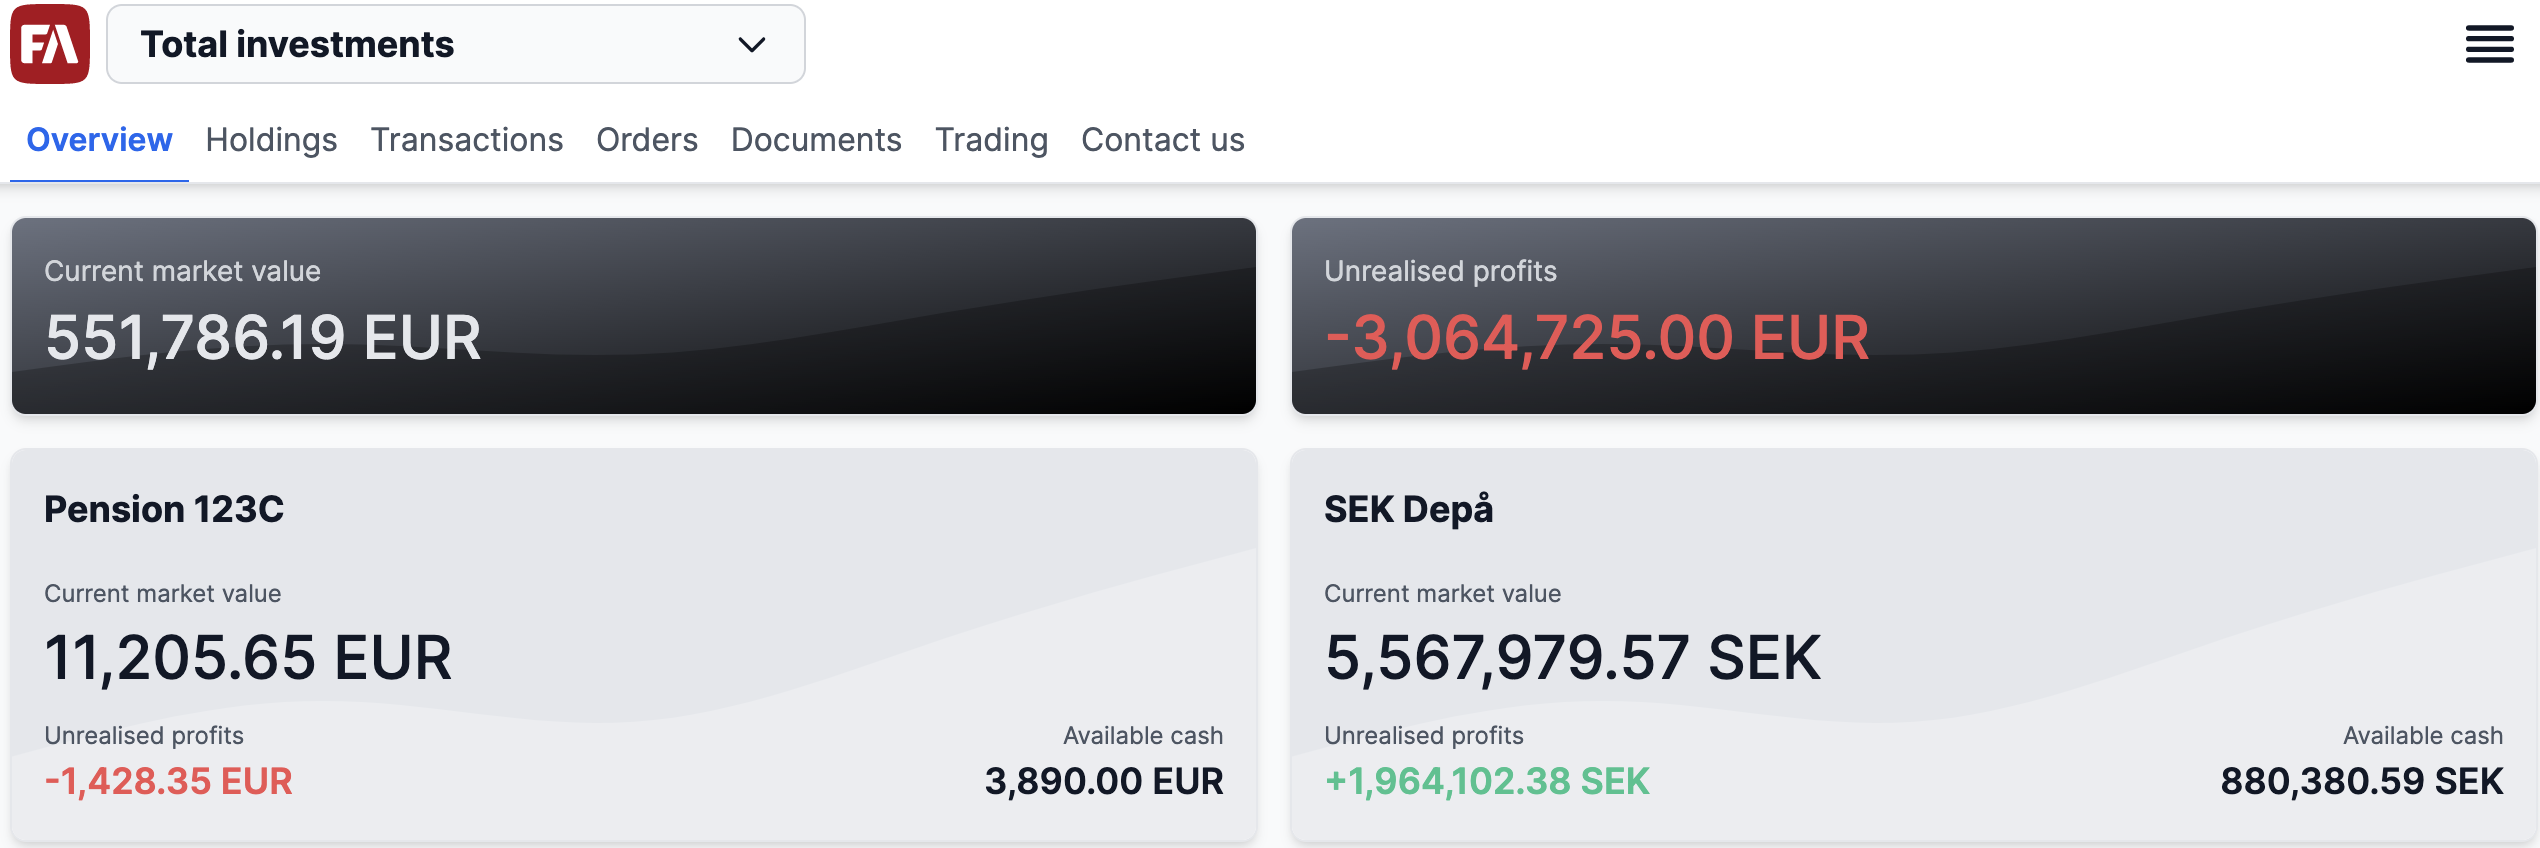 FA
Total investments
Overview Holdings Transactions Orders Documents Trading Contact us
Current market value
551,786.19 EUR
Unrealised profits
-3,064,725.00 EUR
Pension 123C
Current market value
11,205.65 EUR
Unrealised profits
-1,428.35 EUR
Available cash
3,890.00 EUR
SEK Depå
Current market value
5,567,979.57 SEK
Unrealised profits
+1,964,102.38 SEK
Available cash
880,380.59 SEK